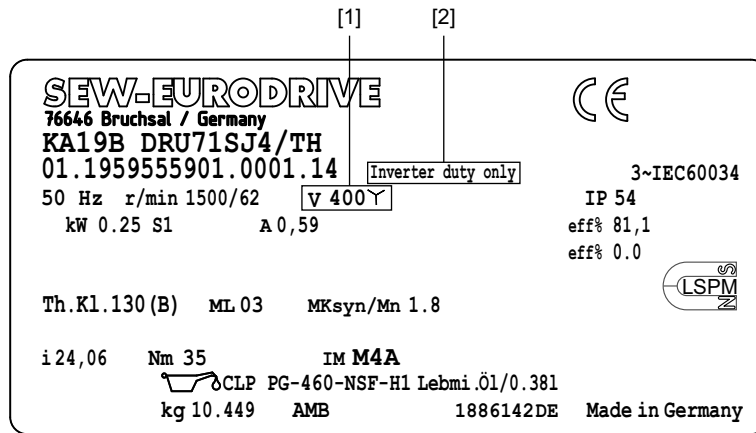 [1] [2]
SEW-EURODRIVE CE
76646 Bruchsal / Germany
KA19B DRU71SJ4/TH
01.1959555901.0001.14 Inverter duty only 3~IEC60034
50 Hz r/min 1500/62 V 400 IP 54
kW 0.25 S1 A 0,59 eff% 81,1
eff% 0.0
LSPM N S
Th.Kl.130(B) ML 03 MKsyn/Mn 1.8
i 24,06 Nm 35 IM M4A
CLP PG-460-NSF-H1 Lebmi.Öl/0.38l
kg 10.449 AMB 1886142DE Made in Germany